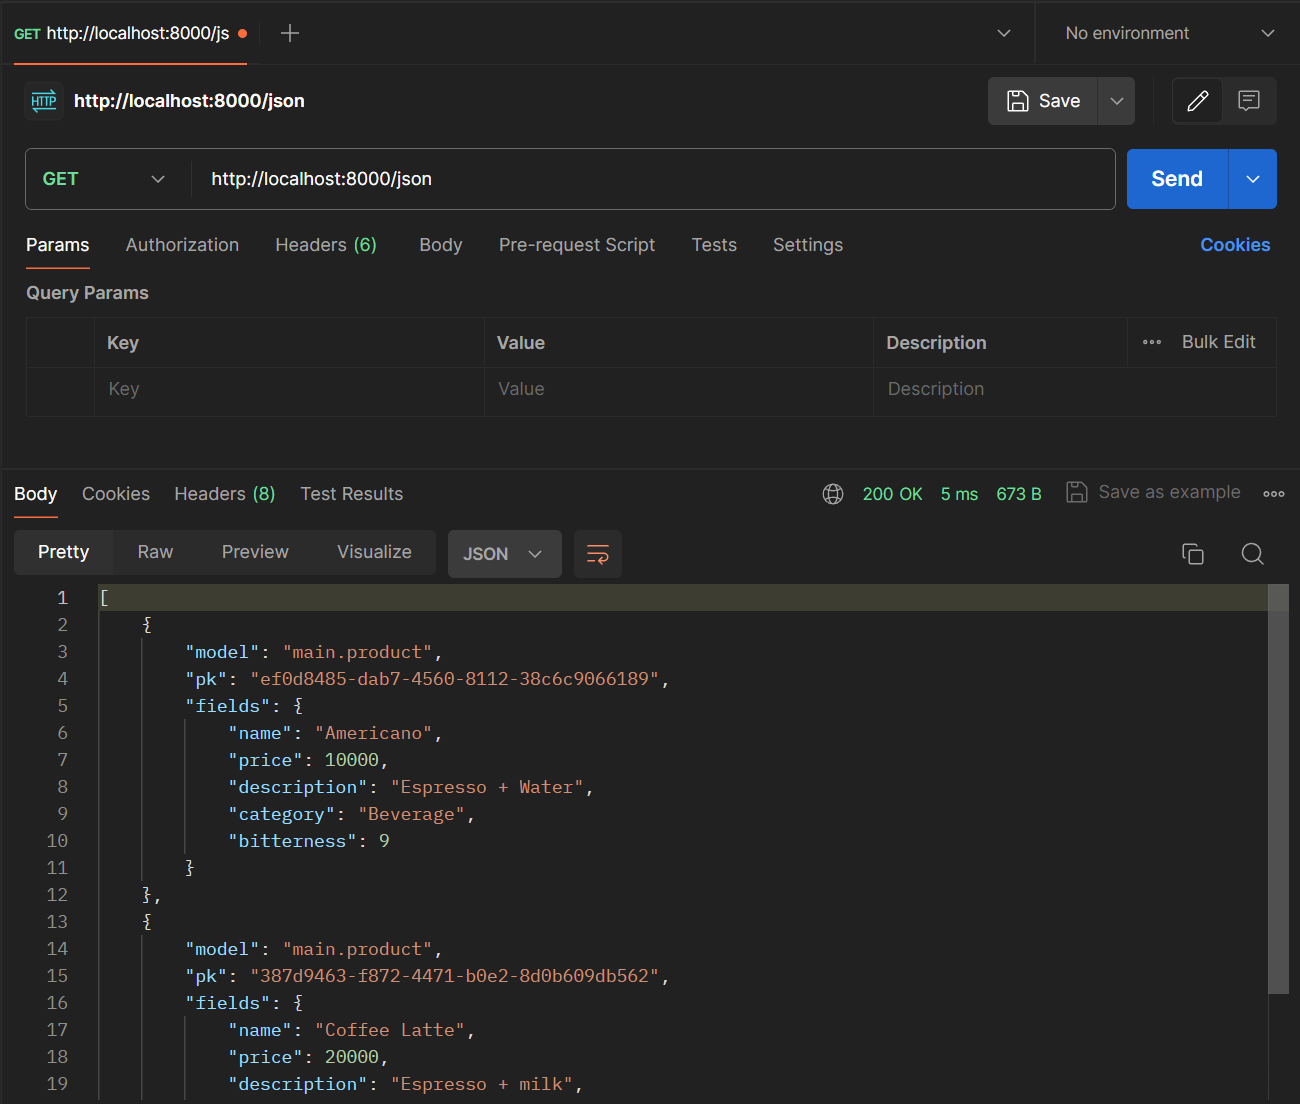 GET http://localhost:8000/js
No environment
HTTP http://localhost:8000/json
Save
GET http://localhost:8000/json
Send
Params Authorization Headers (6) Body Pre-request Script Tests Settings Cookies
Query Params
Key Value Description Bulk Edit
Key Value Description
Body Cookies Headers (8) Test Results 200 OK 5 ms 673 B Save as example
Pretty Raw Preview Visualize JSON
1 [
2 {
3 "model": "main.product",
4 "pk": "ef0d8485-dab7-4560-8112-38c6c9066189",
5 "fields": {
6 "name": "Americano",
7 "price": 10000,
8 "description": "Espresso + Water",
9 "category": "Beverage",
10 "bitterness": 9
11 }
12 },
13 {
14 "model": "main.product",
15 "pk": "387d9463-f872-4471-b0e2-8d0b609db562",
16 "fields": {
17 "name": "Coffee Latte",
18 "price": 20000,
19 "description": "Espresso + milk",